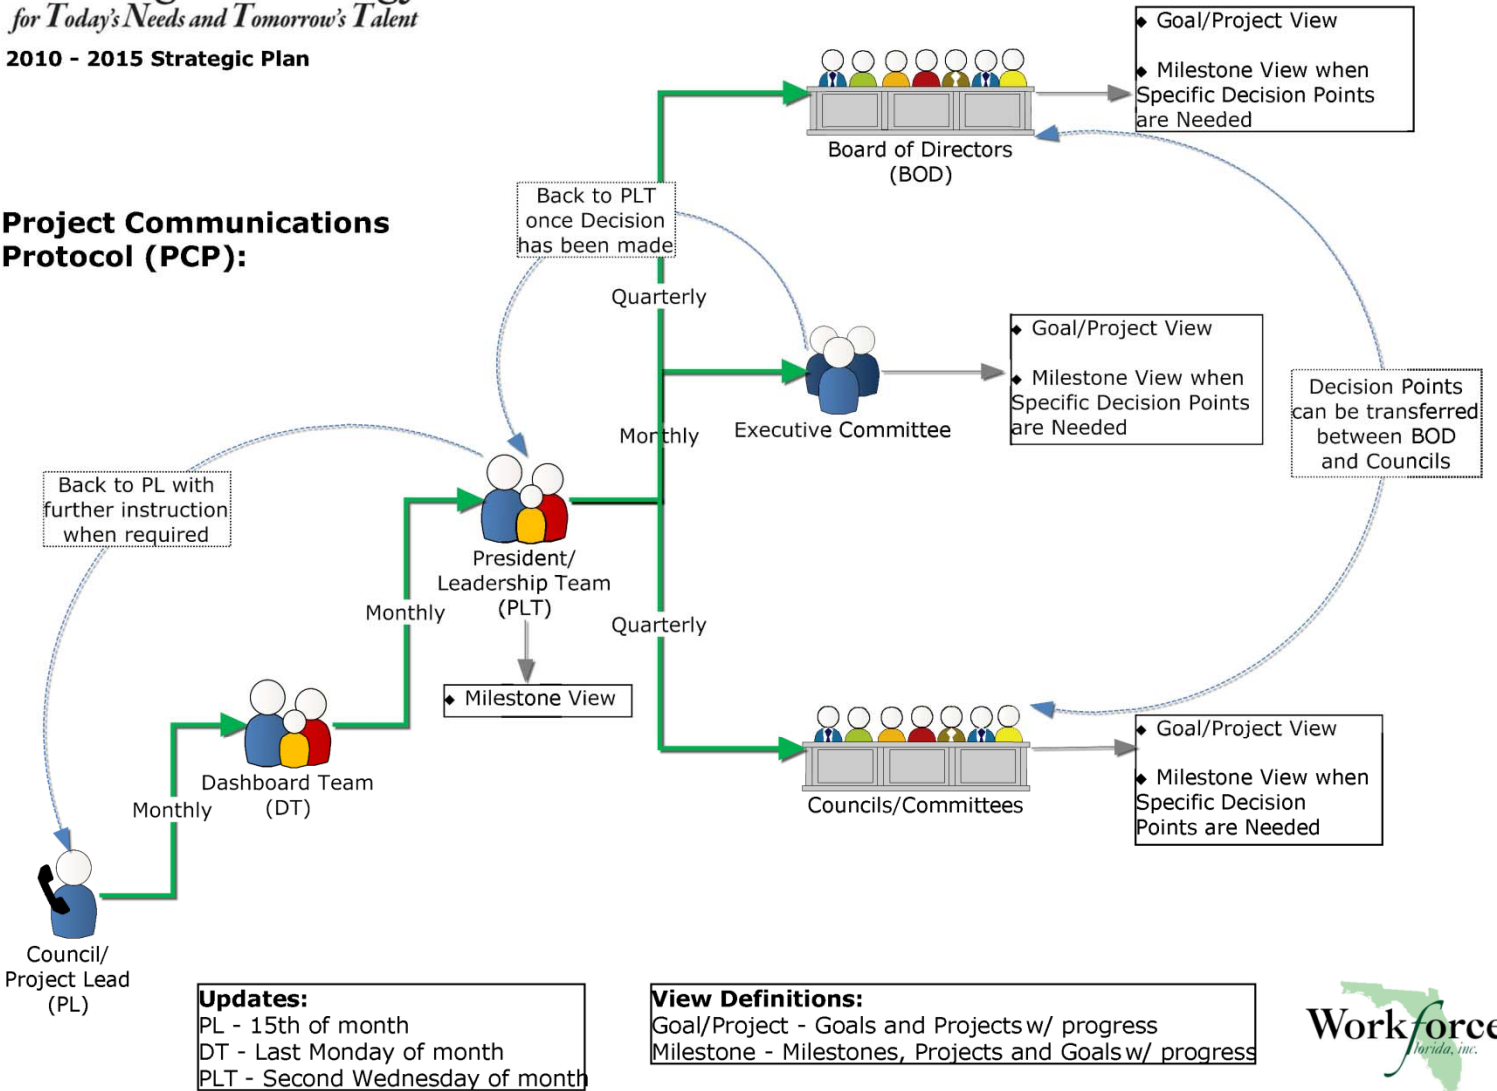 for Today's Needs and Tomorrow's Talent
2010 - 2015 Strategic Plan
Project Communications
Protocol (PCP):
◆ Goal/Project View
◆ Milestone View when
Specific Decision Points
are Needed
Board of Directors
(BOD)
Back to PLT
once Decision
has been made
Quarterly
◆ Goal/Project View
◆ Milestone View when
Specific Decision Points
are Needed
Executive Committee
Monthly
Decision Points
can be transferred
between BOD
and Councils
Back to PL with
further instruction
when required
President/
Leadership Team
(PLT)
Monthly
Quarterly
◆ Milestone View
Dashboard Team
(DT)
Monthly
Councils/Committees
◆ Goal/Project View
◆ Milestone View when
Specific Decision
Points are Needed
Council/
Project Lead
(PL)
Updates:
PL - 15th of month
DT - Last Monday of month
PLT - Second Wednesday of month
View Definitions:
Goal/Project - Goals and Projects w/ progress
Milestone - Milestones, Projects and Goals w/ progress
Workforce
florida, inc.